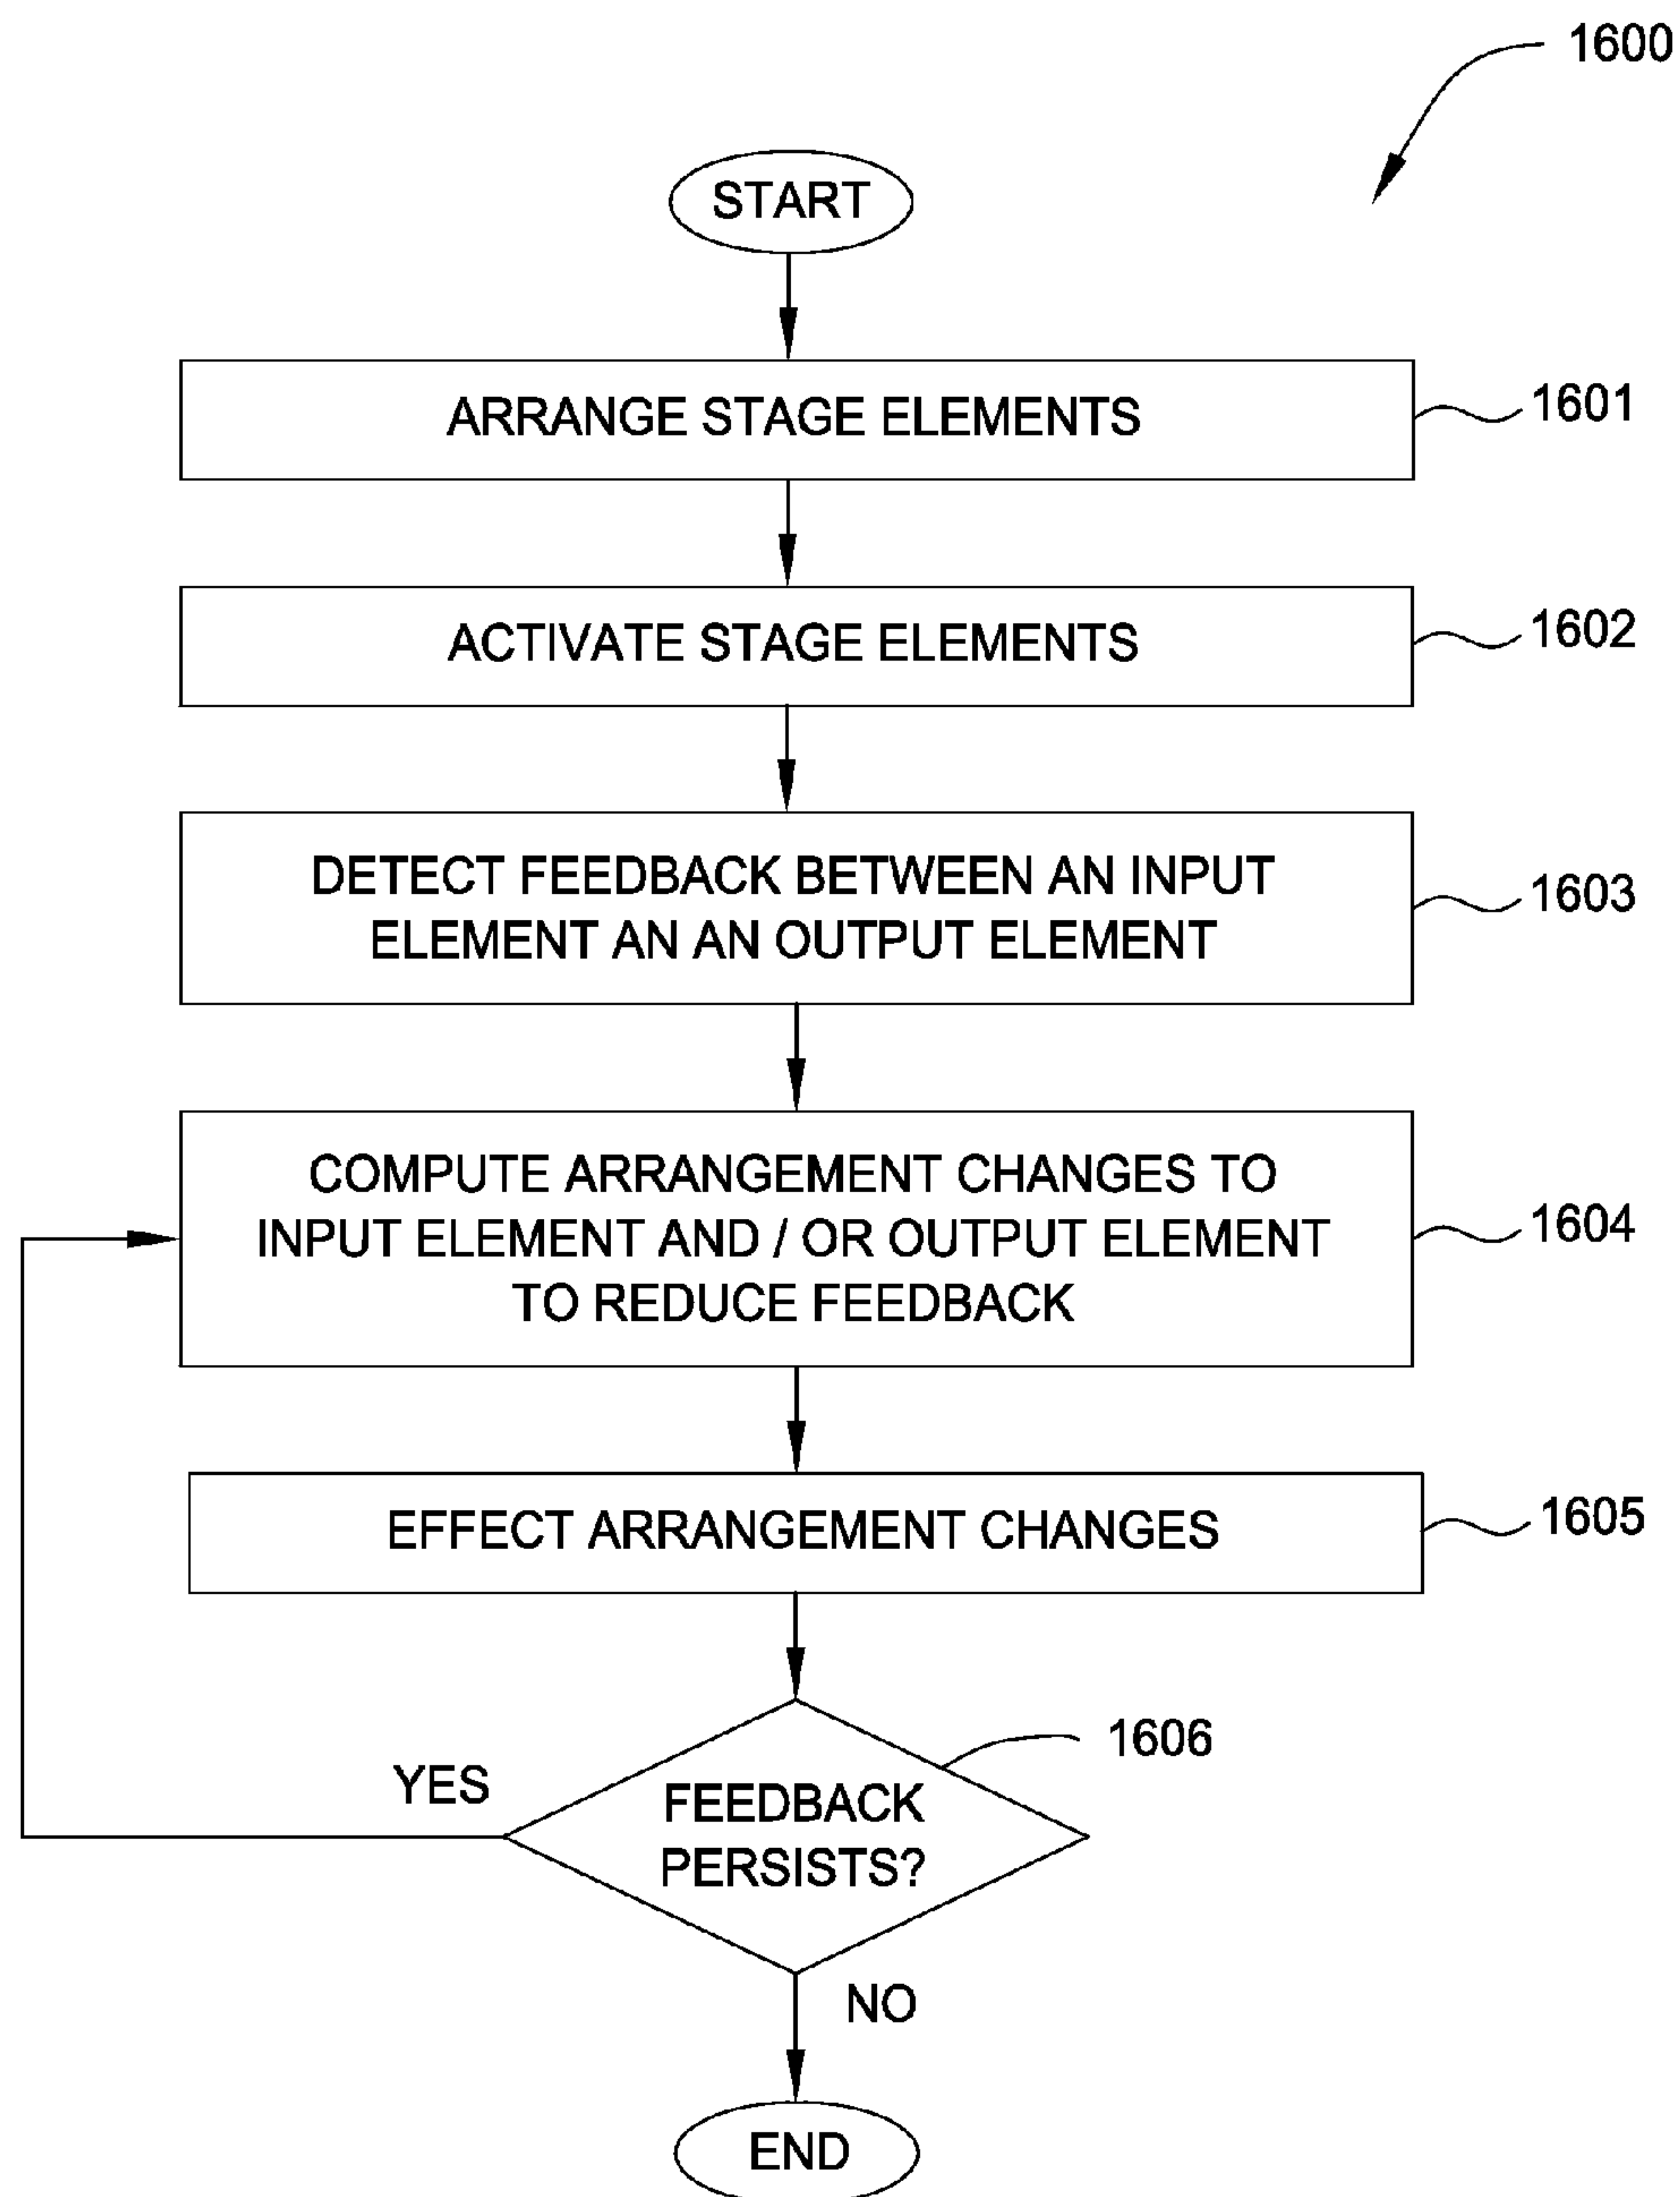 1600
START
ARRANGE STAGE ELEMENTS
1601
ACTIVATE STAGE ELEMENTS
1602
DETECT FEEDBACK BETWEEN AN INPUT
ELEMENT AN AN OUTPUT ELEMENT
1603
COMPUTE ARRANGEMENT CHANGES TO
INPUT ELEMENT AND / OR OUTPUT ELEMENT
TO REDUCE FEEDBACK
1604
EFFECT ARRANGEMENT CHANGES
1605
1606
YES
FEEDBACK
PERSISTS?
NO
END